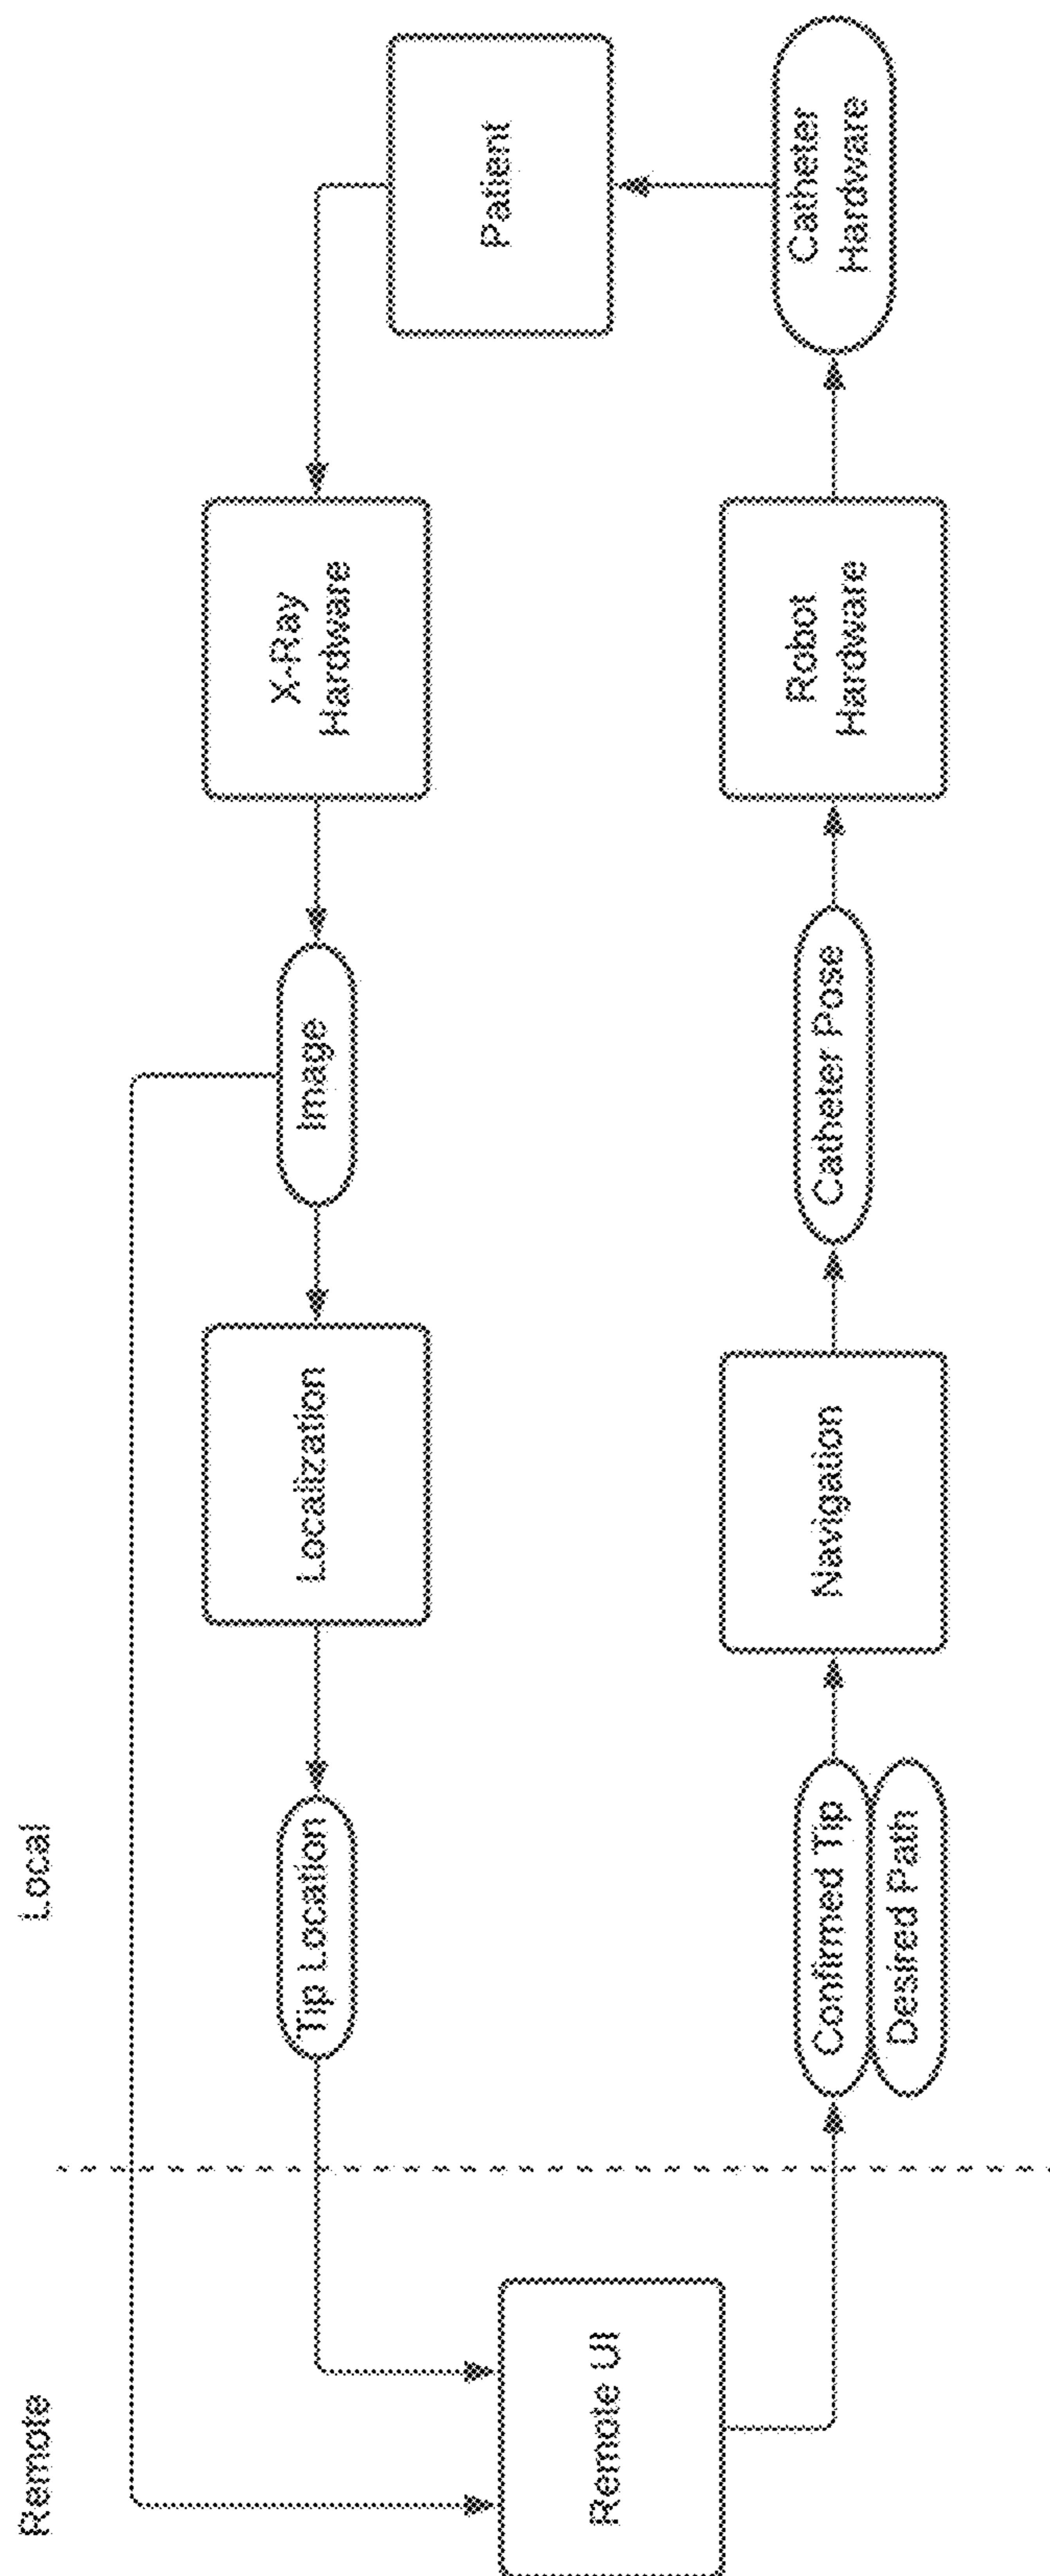 Remote
Local
Tip Location
Localization
Image
X-Ray
Hardware
Patient
Remote UI
Confirmed Tip
Desired Path
Navigation
Catheter Pose
Robot
Hardware
Catheter
Hardware